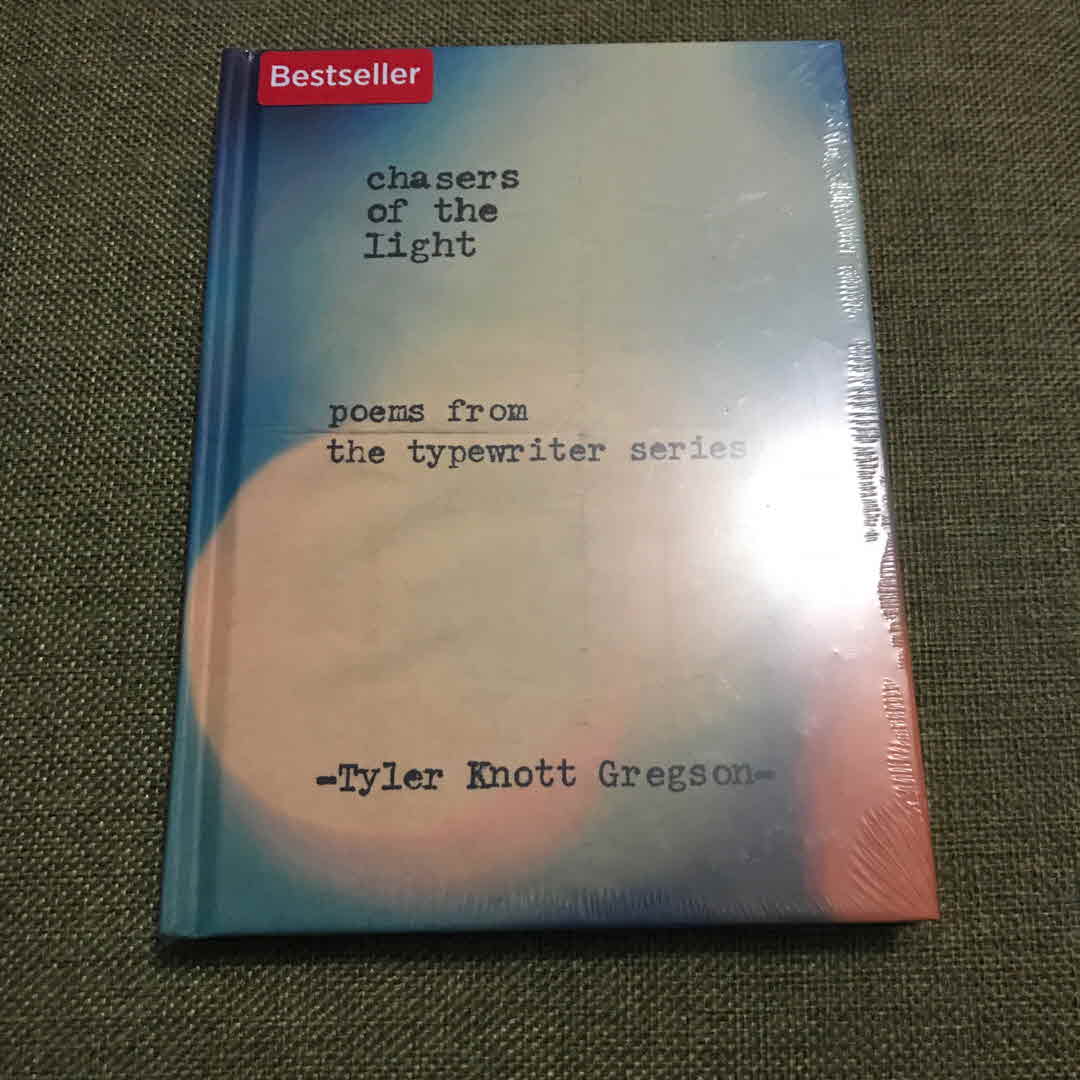 Bestseller
chasers
of the
light
poems from
the typewriter series
-Tyler Knott Gregson-